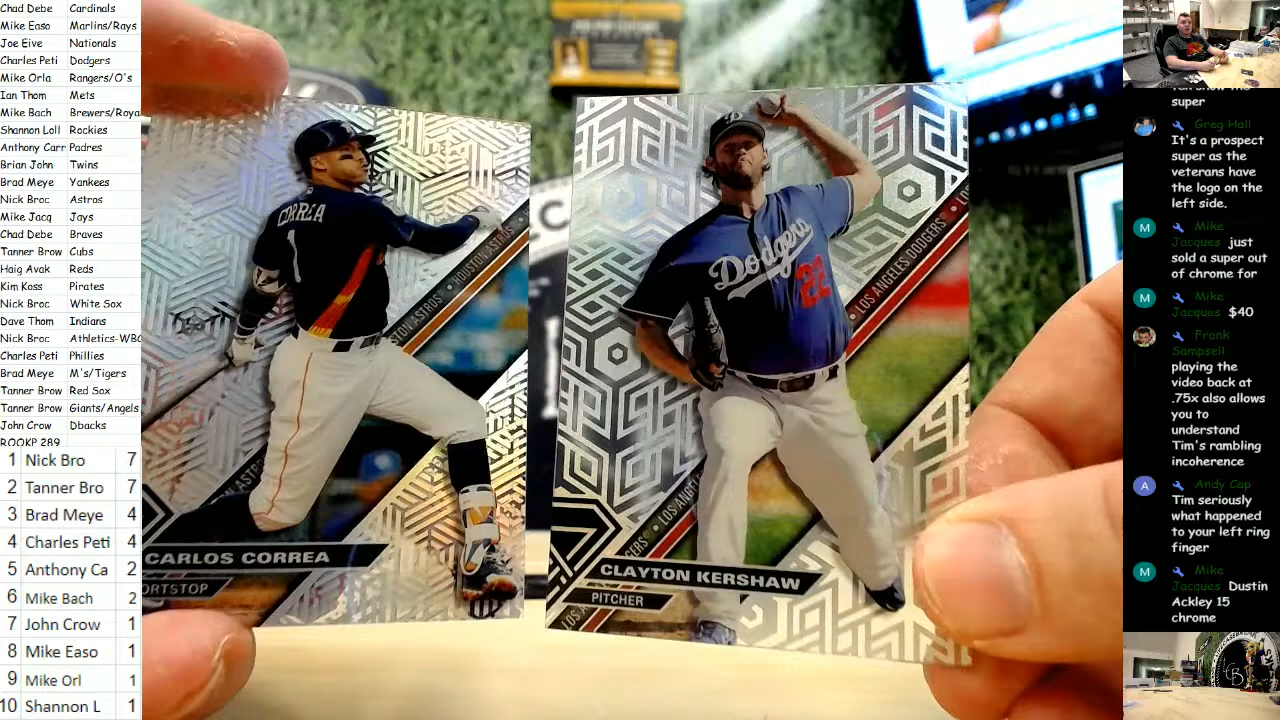 Chad Debe Cardinals
Mike Easo Marlins/Rays
Joe Eive Nationals
Charles Peti Dodgers
Mike Orla Rangers/O's
Ian Thom Mets
Mike Bach Brewers/Roya
Shannon Loll Rockies
Anthony Carr Padres
Brian John Twins
Brad Meye Yankees
Nick Broc Astros
Mike Jacq Jays
Chad Debe Braves
Tanner Brow Cubs
Haig Avak Reds
Kim Koss Pirates
Nick Broc White Sox
Dave Thom Indians
Nick Broc Athletics-WBC
Charles Peti Phillies
Brad Meye M's/Tigers
Tanner Brow Red Sox
Tanner Brow Giants/Angels
John Crow Dbacks
1 Nick Bro 7
2 Tanner Bro 7
3 Brad Meye 4
4 Charles Peti 4
5 Anthony Ca 2
6 Mike Bach 2
7 John Crow 1
8 Mike Easo 1
9 Mike Orl 1
10 Shannon L 1
CORREA
1
HOUSTON ASTROS
CARLOS CORREA
ORTSTOP
Dodgers
22
LOS ANGELES DODGERS
CLAYTON KERSHAW
PITCHER
super
Greg Hall
It's a prospect
super as the
veterans have
the logo on the
left side.
Mike
Jacques just
sold a super out
of chrome for
Mike
Jacques $40
Frank
Sampsell
playing the
video back at
.75x also allows
you to
understand
Tim's rambling
incoherence
Andy Cap
Tim seriously
what happened
to your left ring
finger
Mike
Jacques Dustin
Ackley 15
chrome